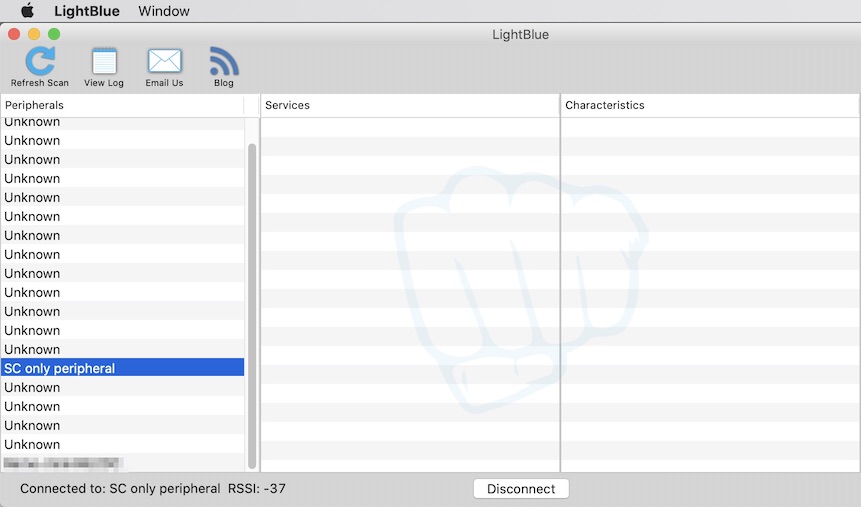 LightBlue Window
LightBlue
Refresh Scan View Log Email Us Blog
Peripherals Services Characteristics
Unknown
Unknown
Unknown
Unknown
Unknown
Unknown
Unknown
Unknown
Unknown
Unknown
Unknown
Unknown
Unknown
SC only peripheral
Unknown
Unknown
Unknown
Unknown
Connected to: SC only peripheral RSSI: -37 Disconnect